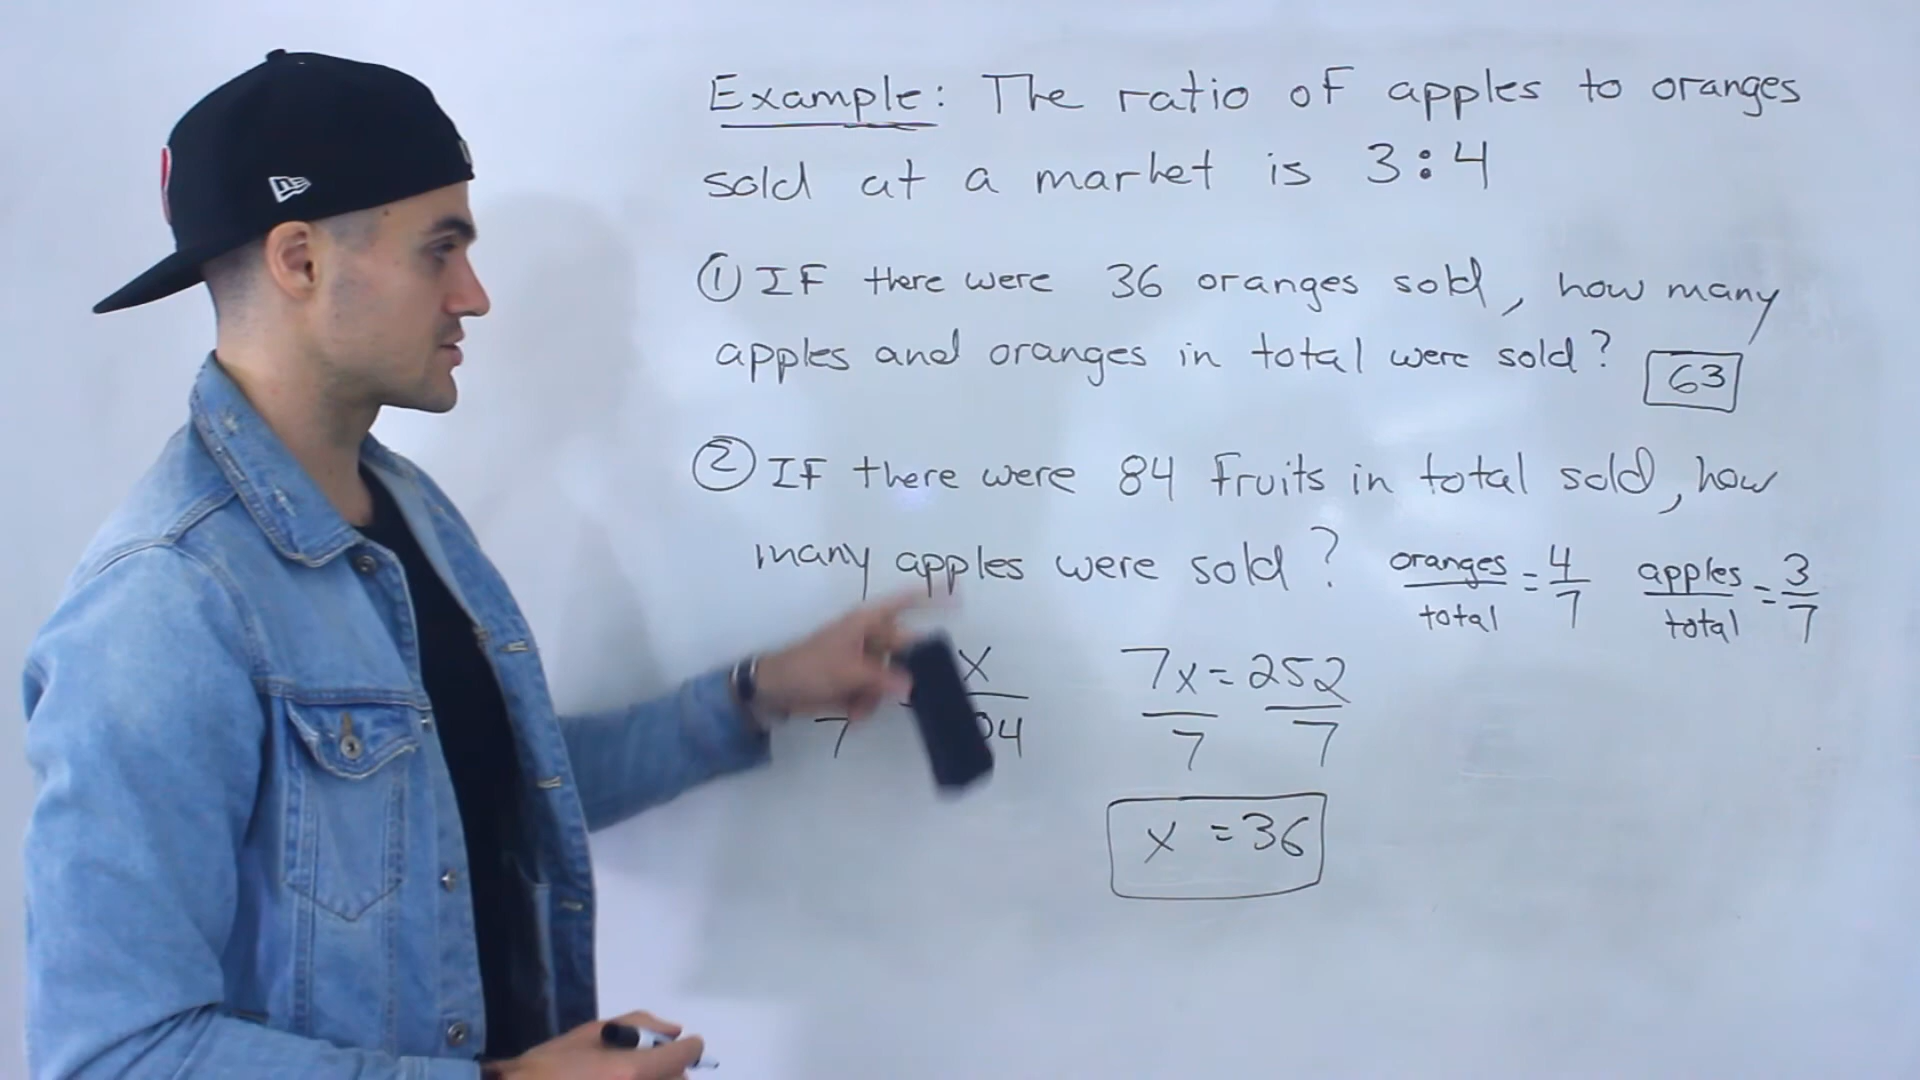 Example: The ratio of apples to oranges
sold at a market is 3:4
① IF there were 36 oranges sold, how many
apples and oranges in total were sold? 63
② IF there were 84 fruits in total sold, how
many apples were sold? oranges/total = 4/7 apples/total = 3/7
7x = 252
7 7
x = 36